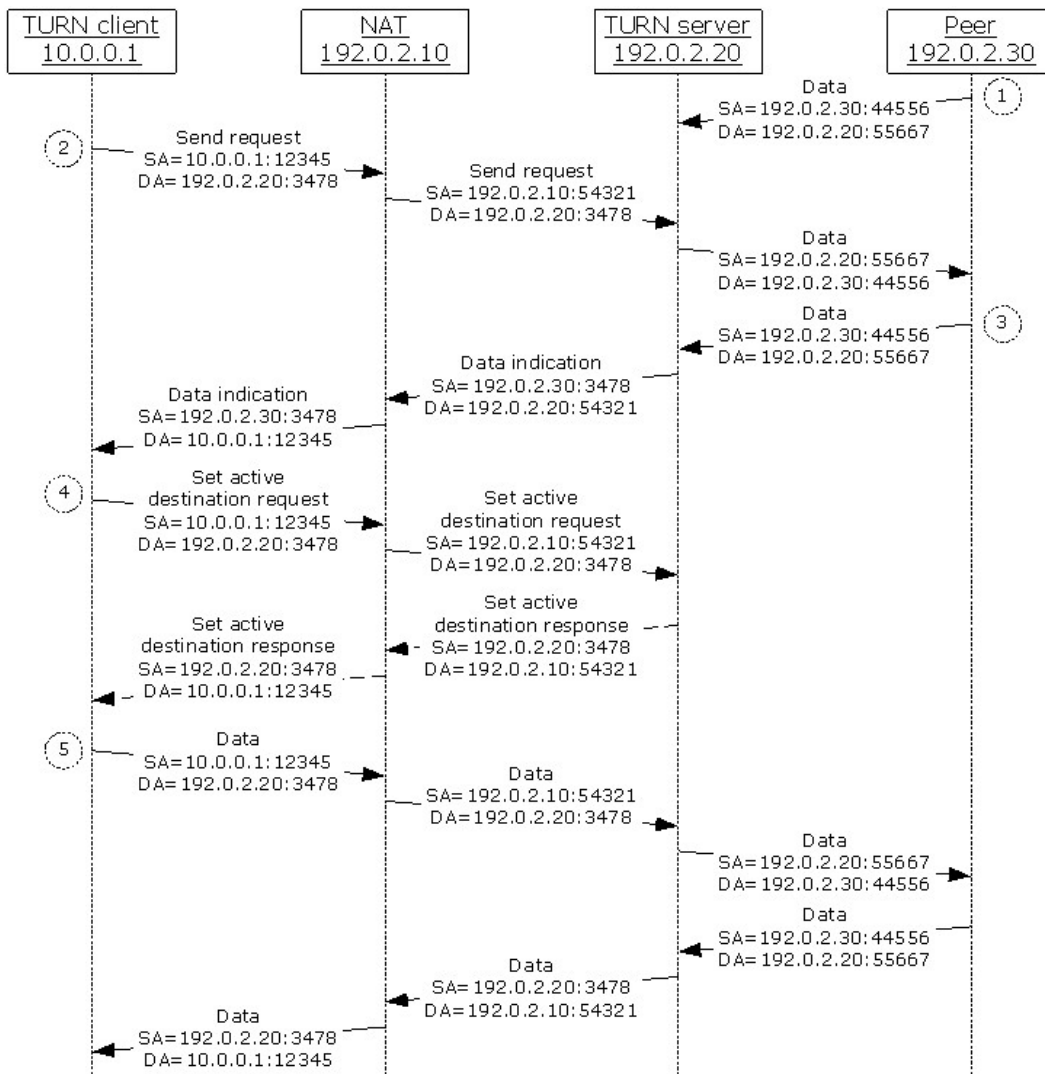 TURN client
10.0.0.1
NAT
192.0.2.10
TURN server
192.0.2.20
Peer
192.0.2.30
Data
SA=192.0.2.30:44556
DA=192.0.2.20:55667
1
2
Send request
SA=10.0.0.1:12345
DA=192.0.2.20:3478
Send request
SA=192.0.2.10:54321
DA=192.0.2.20:3478
Data
SA=192.0.2.20:55667
DA=192.0.2.30:44556
Data
SA=192.0.2.30:44556
DA=192.0.2.20:55667
3
Data indication
SA=192.0.2.30:3478
DA=192.0.2.20:54321
Data indication
SA=192.0.2.30:3478
DA=10.0.0.1:12345
4
Set active
destination request
SA=10.0.0.1:12345
DA=192.0.2.20:3478
Set active
destination request
SA=192.0.2.10:54321
DA=192.0.2.20:3478
Set active
destination response
SA=192.0.2.20:3478
DA=192.0.2.10:54321
Set active
destination response
SA=192.0.2.20:3478
DA=10.0.0.1:12345
5
Data
SA=10.0.0.1:12345
DA=192.0.2.20:3478
Data
SA=192.0.2.10:54321
DA=192.0.2.20:3478
Data
SA=192.0.2.20:55667
DA=192.0.2.30:44556
Data
SA=192.0.2.30:44556
DA=192.0.2.20:55667
Data
SA=192.0.2.20:3478
DA=192.0.2.10:54321
Data
SA=192.0.2.20:3478
DA=10.0.0.1:12345